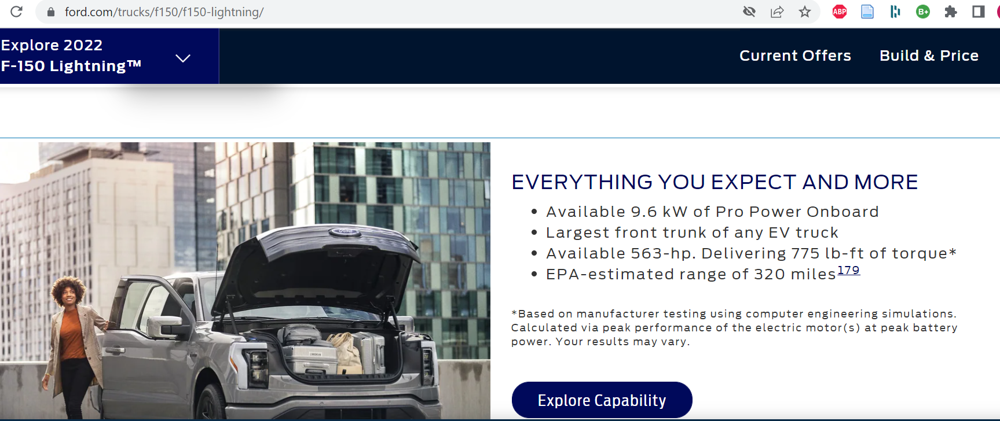 ford.com/trucks/f150/f150-lightning/
ABP
B+
Explore 2022
F-150 Lightning™
Current Offers
Build & Price
Ford
EVERYTHING YOU EXPECT AND MORE
• Available 9.6 kW of Pro Power Onboard
• Largest front trunk of any EV truck
• Available 563-hp. Delivering 775 lb-ft of torque*
• EPA-estimated range of 320 miles179
*Based on manufacturer testing using computer engineering simulations.
Calculated via peak performance of the electric motor(s) at peak battery
power. Your results may vary.
Explore Capability